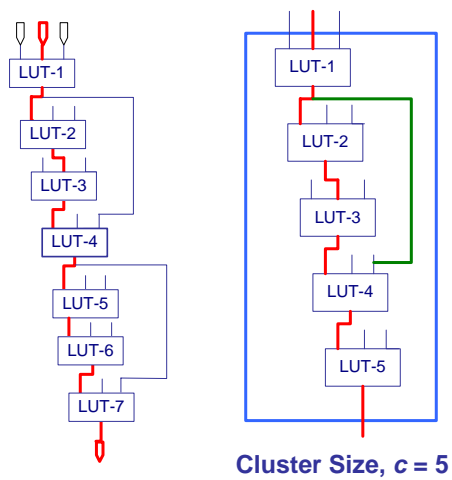 LUT-1
LUT-2
LUT-3
LUT-4
LUT-5
LUT-6
LUT-7
LUT-1
LUT-2
LUT-3
LUT-4
LUT-5
Cluster Size, c = 5